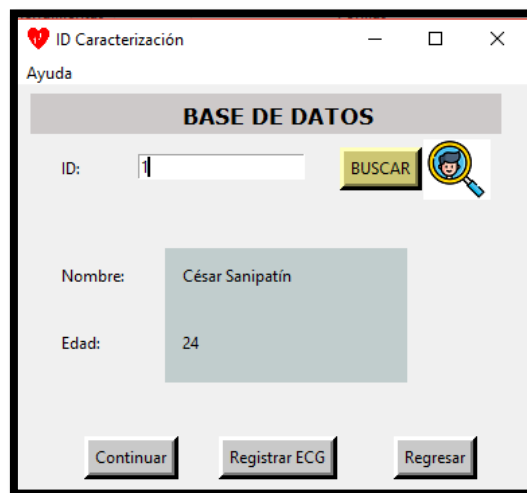 ID Caracterización
Ayuda
BASE DE DATOS
ID: 1 BUSCAR
Nombre: César Sanipatín
Edad: 24
Continuar Registrar ECG Regresar